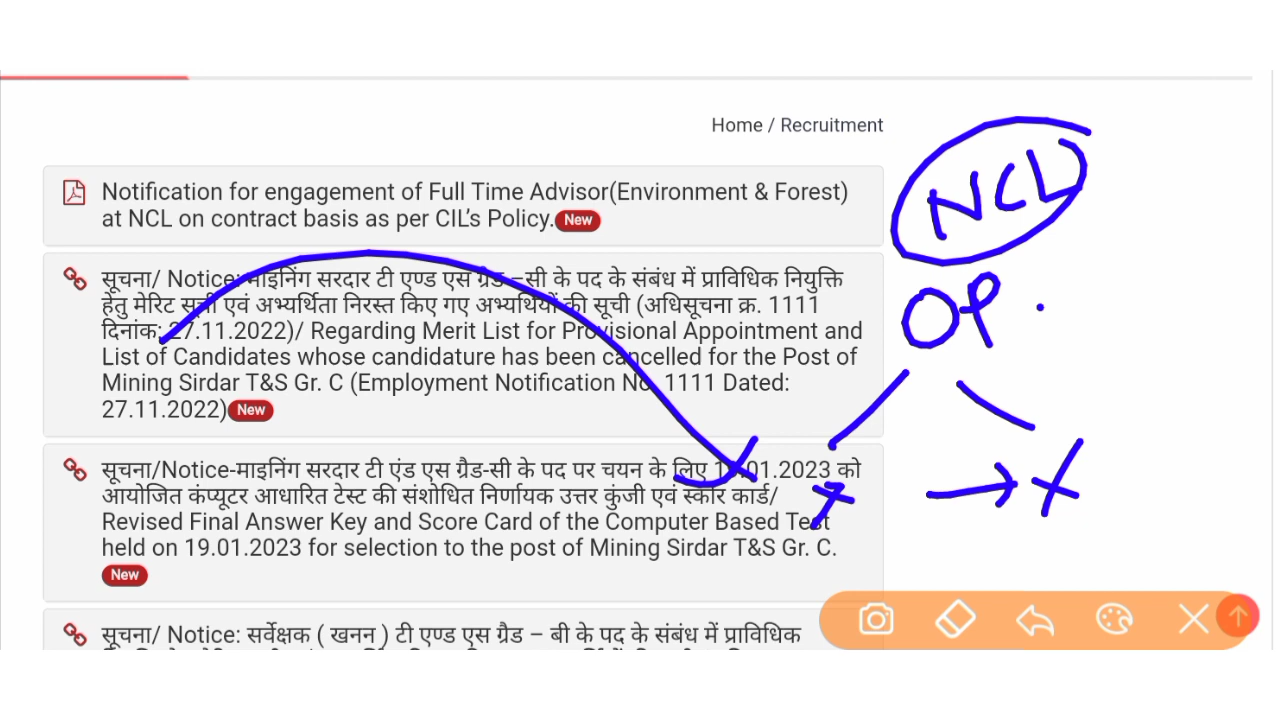 Home / Recruitment
Notification for engagement of Full Time Advisor(Environment & Forest)
at NCL on contract basis as per CIL's Policy. New
सूचना/ Notice: माइनिंग सरदार टी एण्ड एस ग्रेड –सी के पद के संबंध में प्राविधिक नियुक्ति
हेतु मेरिट सूची एवं अभ्यर्थिता निरस्त किए गए अभ्यर्थियों की सूची (अधिसूचना क्र. 1111
दिनांक: 27.11.2022)/ Regarding Merit List for Provisional Appointment and
List of Candidates whose candidature has been cancelled for the Post of
Mining Sirdar T&S Gr. C (Employment Notification No. 1111 Dated:
27.11.2022) New
सूचना/Notice-माइनिंग सरदार टी एंड एस ग्रैड-सी के पद पर चयन के लिए 19.01.2023 को
आयोजित कंप्यूटर आधारित टेस्ट की संशोधित निर्णायक उत्तर कुंजी एवं स्कोर कार्ड/
Revised Final Answer Key and Score Card of the Computer Based Test
held on 19.01.2023 for selection to the post of Mining Sirdar T&S Gr. C.
New
सूचना/ Notice: सर्वेक्षक ( खनन ) टी एण्ड एस ग्रैड – बी के पद के संबंध में प्राविधिक
NCL
OP